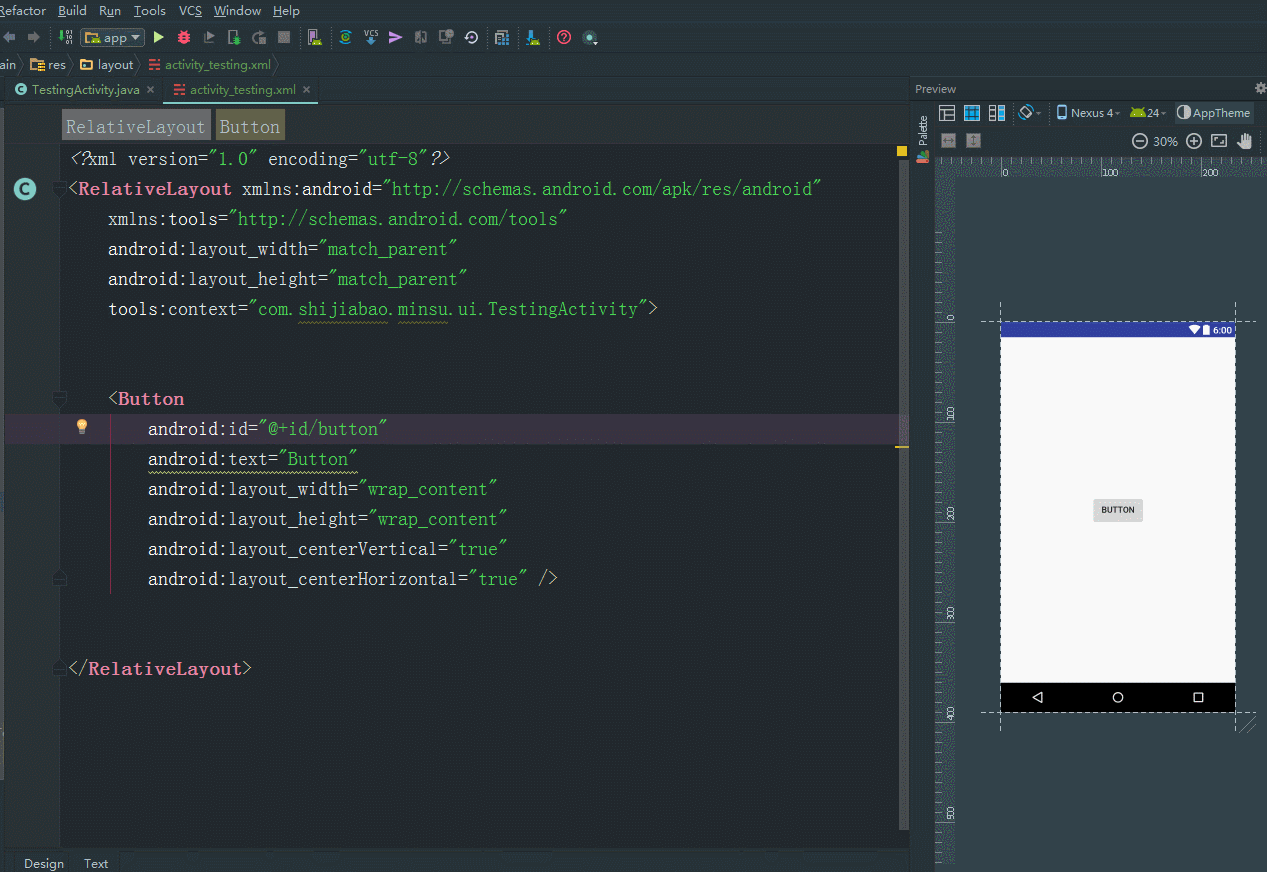 Refactor Build Run Tools VCS Window Help
app VCS
ain res layout activity_testing.xml
TestingActivity.java activity_testing.xml
RelativeLayout Button
<?xml version="1.0" encoding="utf-8"?>
<RelativeLayout xmlns:android="http://schemas.android.com/apk/res/android"
xmlns:tools="http://schemas.android.com/tools"
android:layout_width="match_parent"
android:layout_height="match_parent"
tools:context="com.shijiabao.minsu.ui.TestingActivity">
<Button
android:id="@+id/button"
android:text="Button"
android:layout_width="wrap_content"
android:layout_height="wrap_content"
android:layout_centerVertical="true"
android:layout_centerHorizontal="true" />
</RelativeLayout>
Design Text
Preview
Palette
Nexus 4 24 AppTheme
30%
0 100 200
0
100
200
300
400
500
6:00
BUTTON